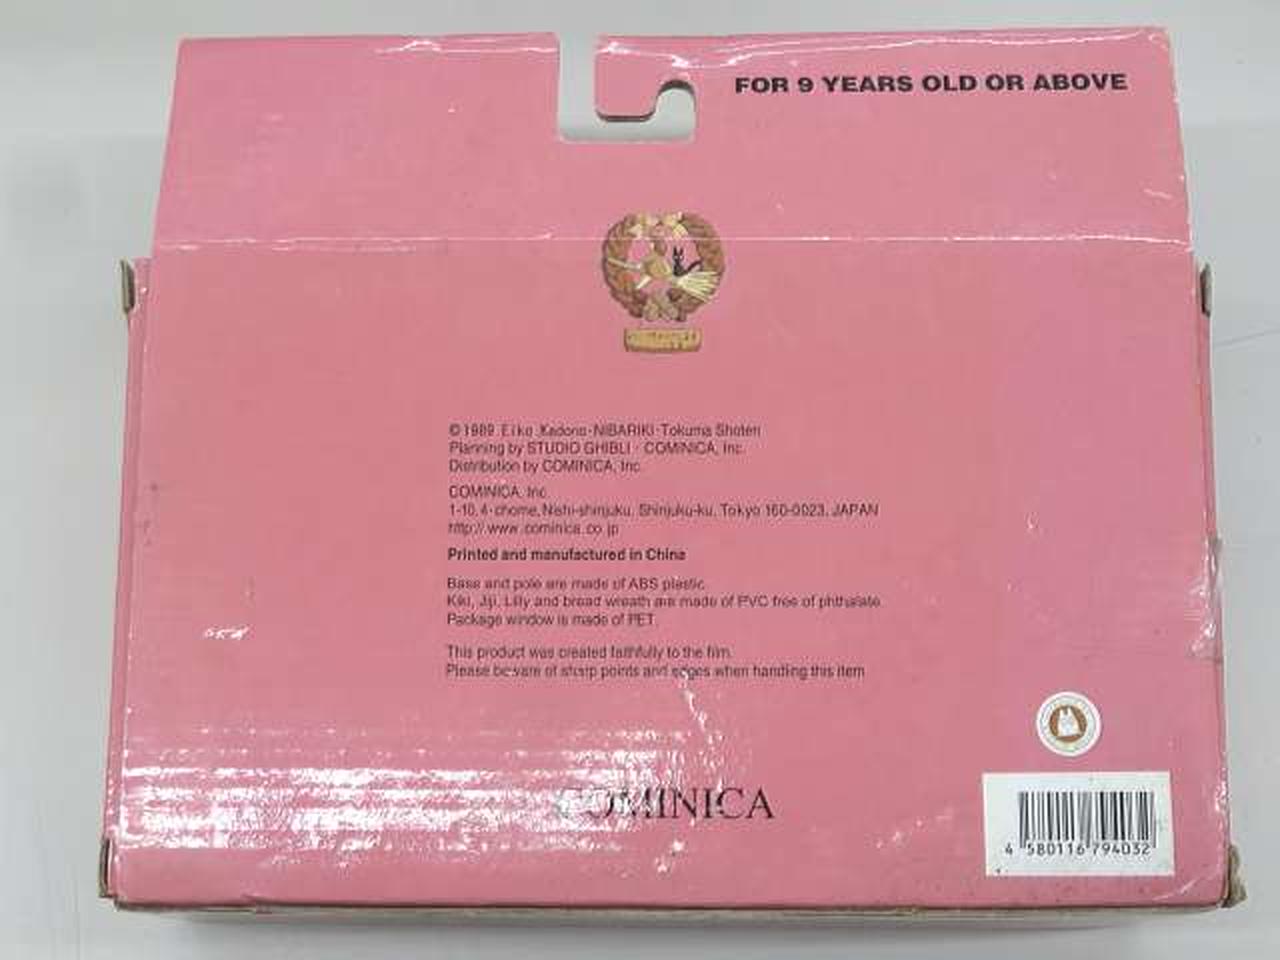 FOR 9 YEARS OLD OR ABOVE
© 1989 Eiko Kadono·NIBARIKI·Tokuma Shoten
Planning by STUDIO GHIBLI · COMINICA, Inc.
Distribution by COMINICA, Inc.
COMINICA, Inc.
1-10, 4-chome, Nishi-shinjuku, Shinjuku-ku, Tokyo 160-0023, JAPAN
http://www.cominica.co.jp
Printed and manufactured in China
Base and pole are made of ABS plastic.
Kiki, Jiji, Lilly and bread wreath are made of PVC free of phthalate.
Package window is made of PET.
This product was created faithfully to the film.
Please beware of sharp points and edges when handling this item
COMINICA
4 580116 794032